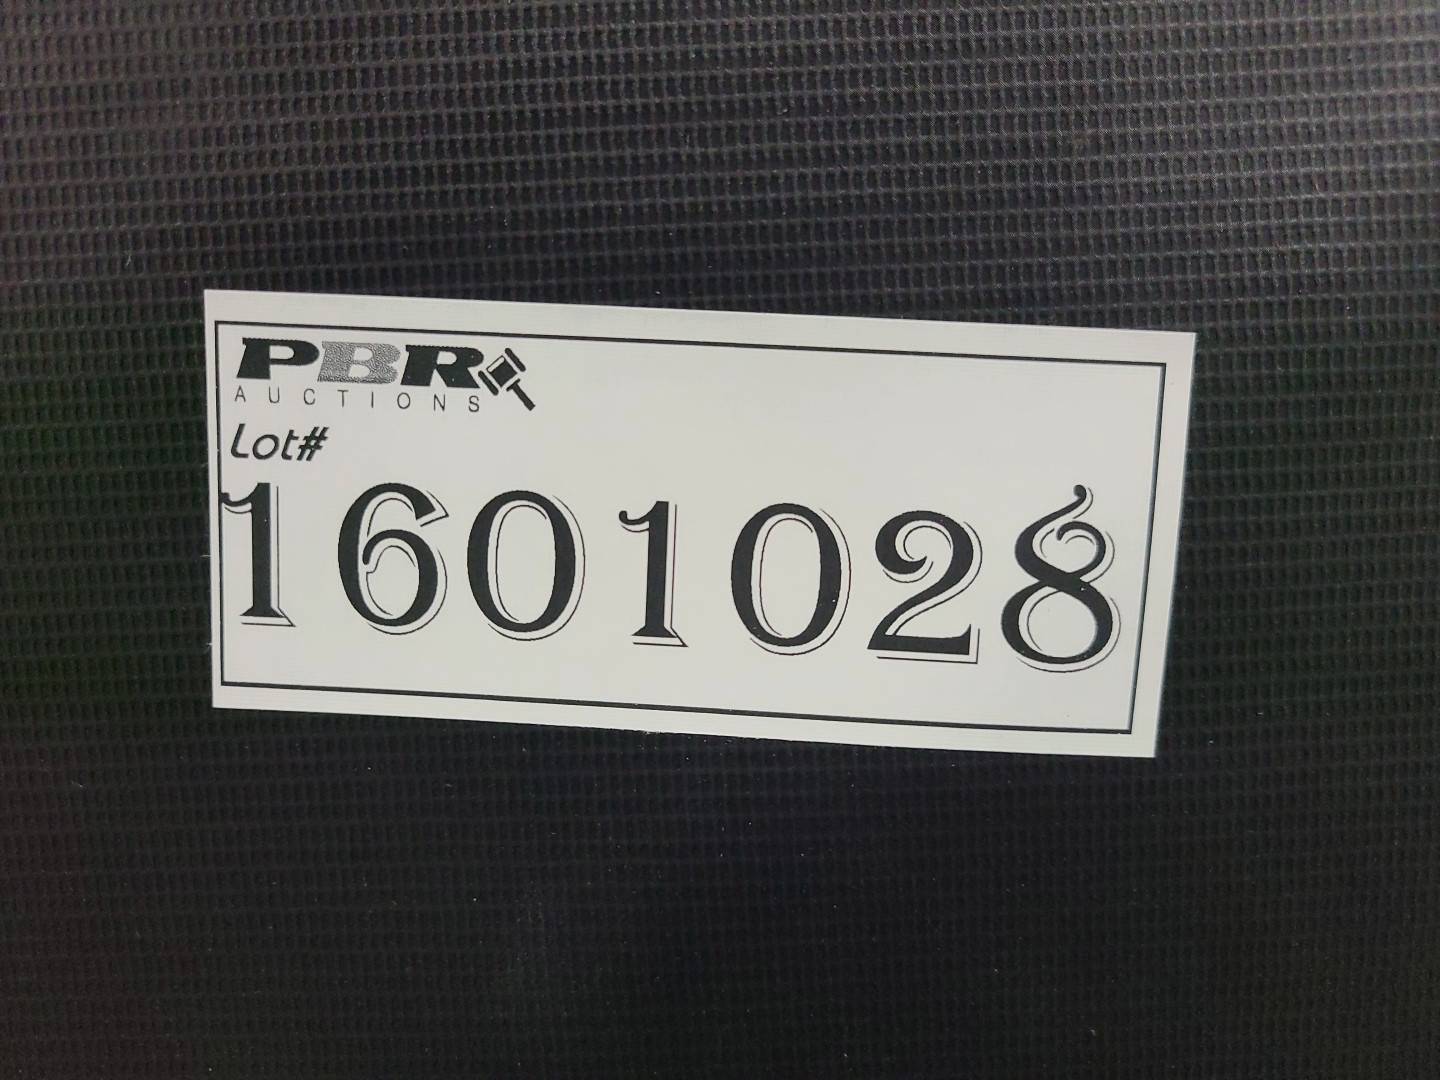 PBR
AUCTIONS
Lot#
1601028